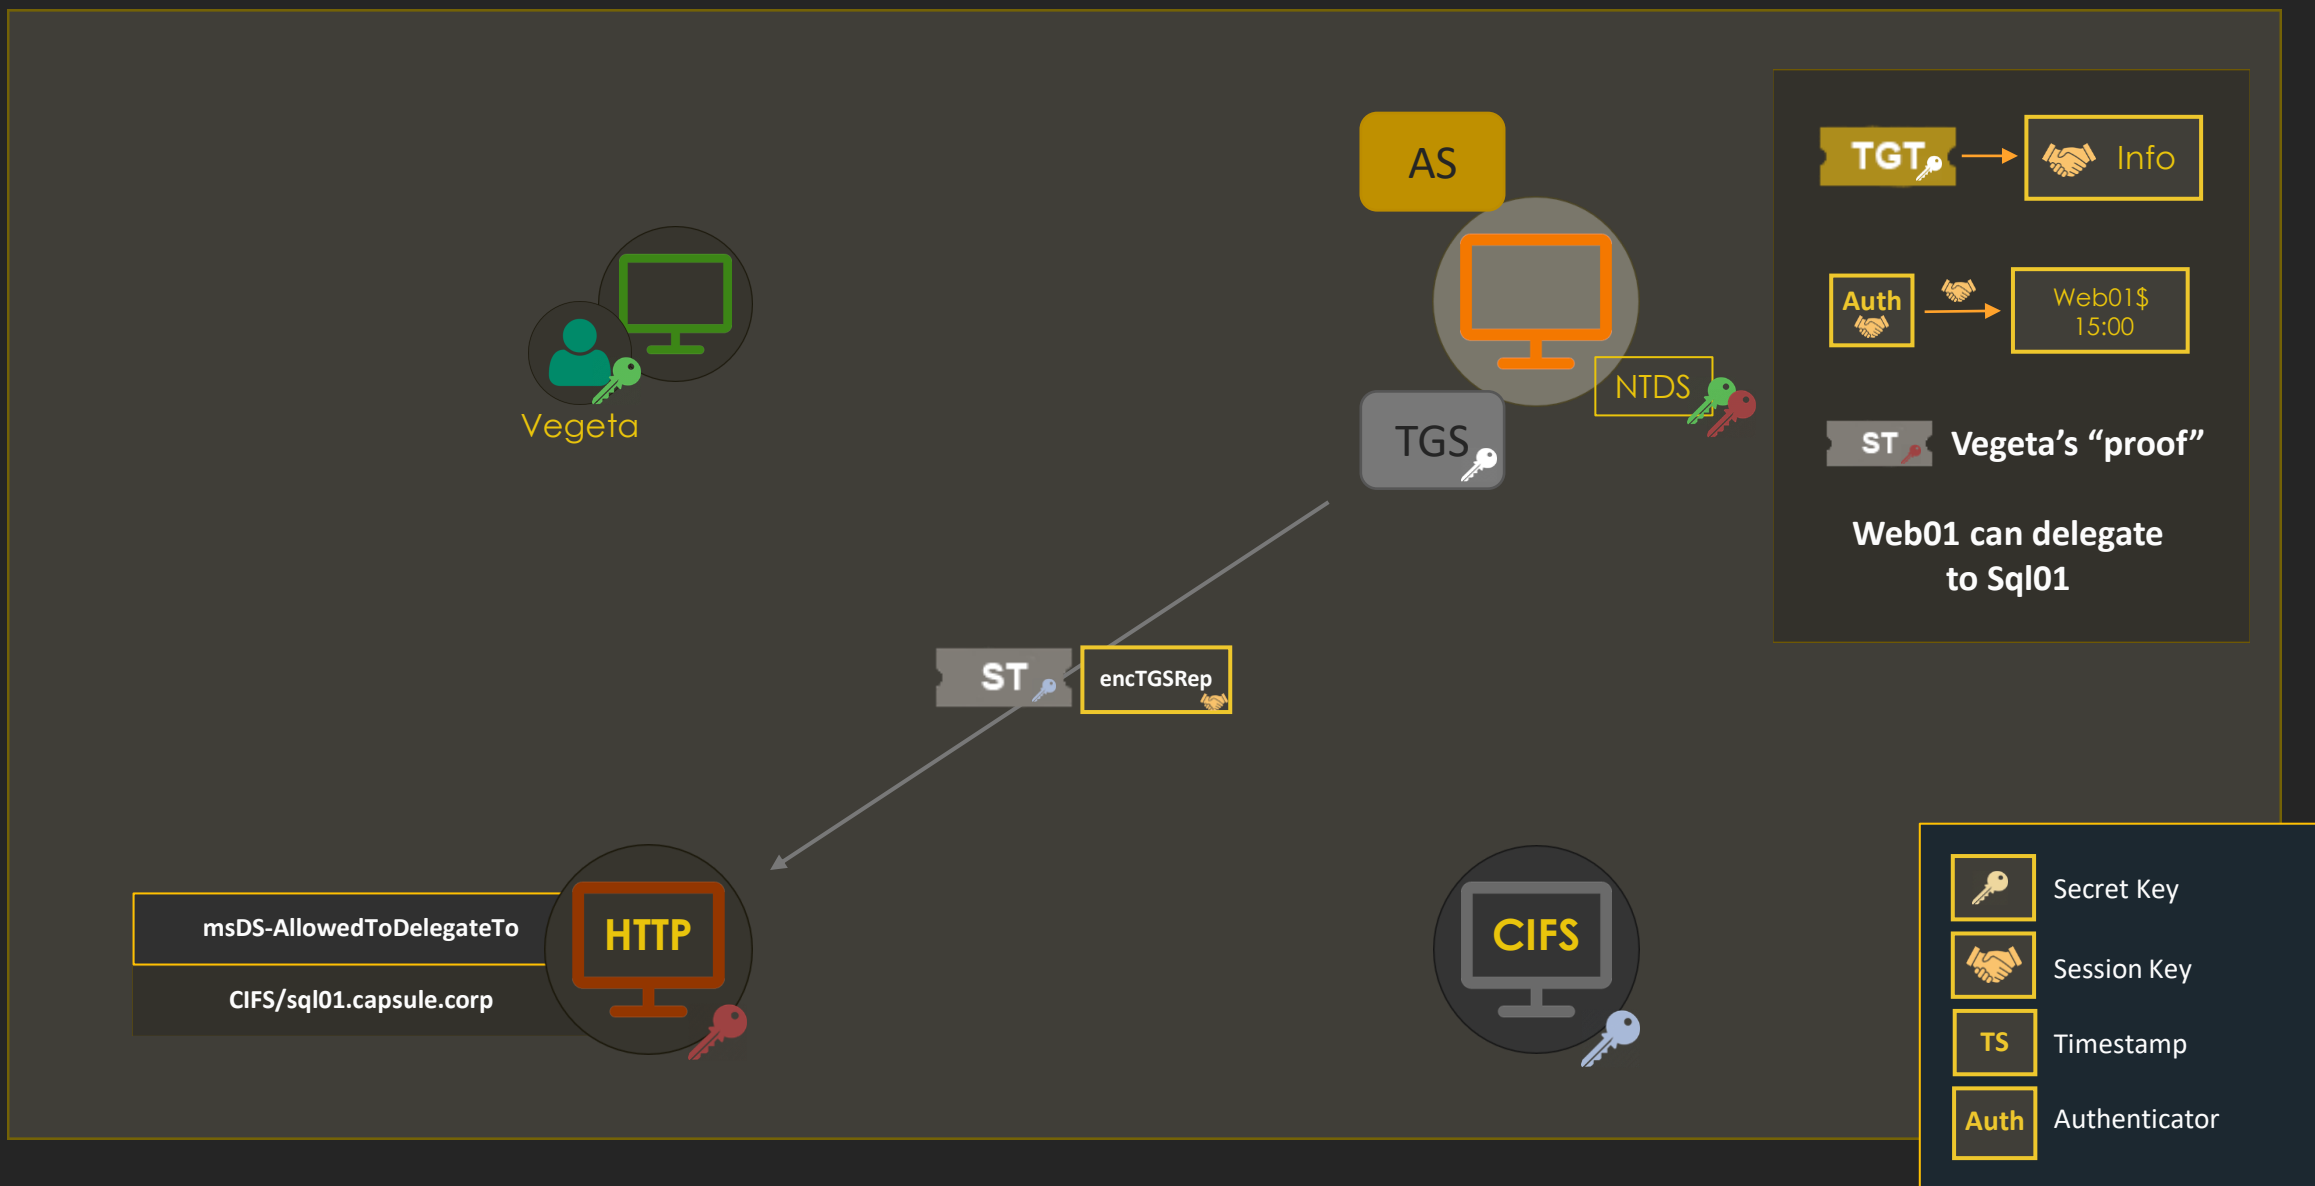 AS
TGT
Info
Auth
Web01$
15:00
Vegeta
NTDS
TGS
ST
Vegeta's “proof”
Web01 can delegate
to Sql01
ST
encTGSRep
msDS-AllowedToDelegateTo
CIFS/sql01.capsule.corp
HTTP
CIFS
Secret Key
Session Key
TS
Timestamp
Auth
Authenticator